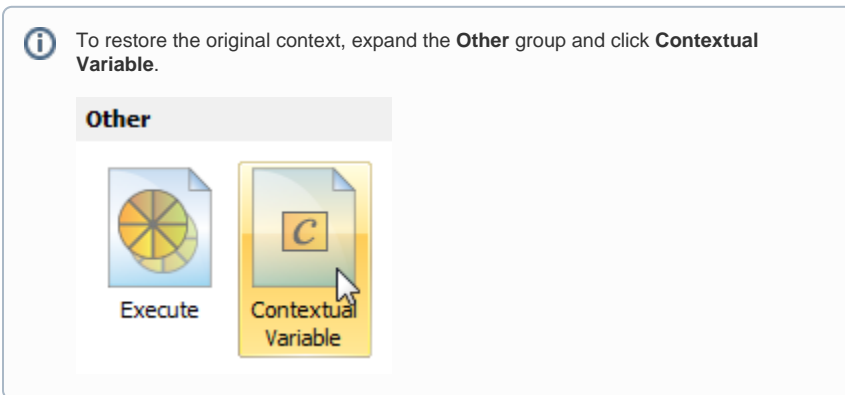 To restore the original context, expand the Other group and click Contextual
Variable.
Other
C
Execute
Contextual
Variable